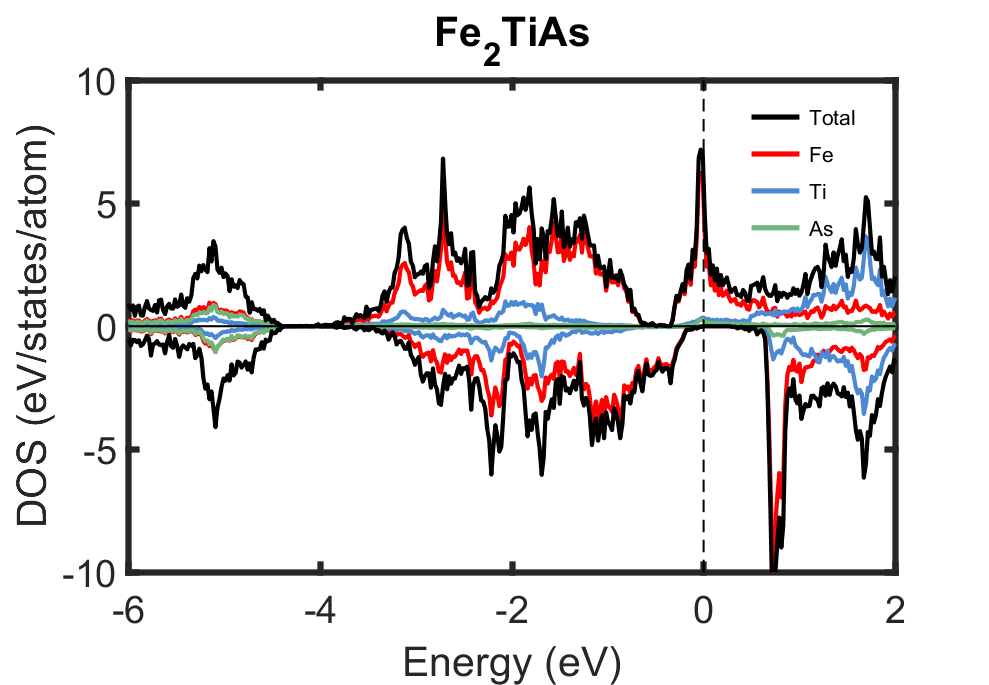 Fe2TiAs
10
5
0
-5
-10
DOS (eV/states/atom)
Total
Fe
Ti
As
-6 -4 -2 0 2
Energy (eV)